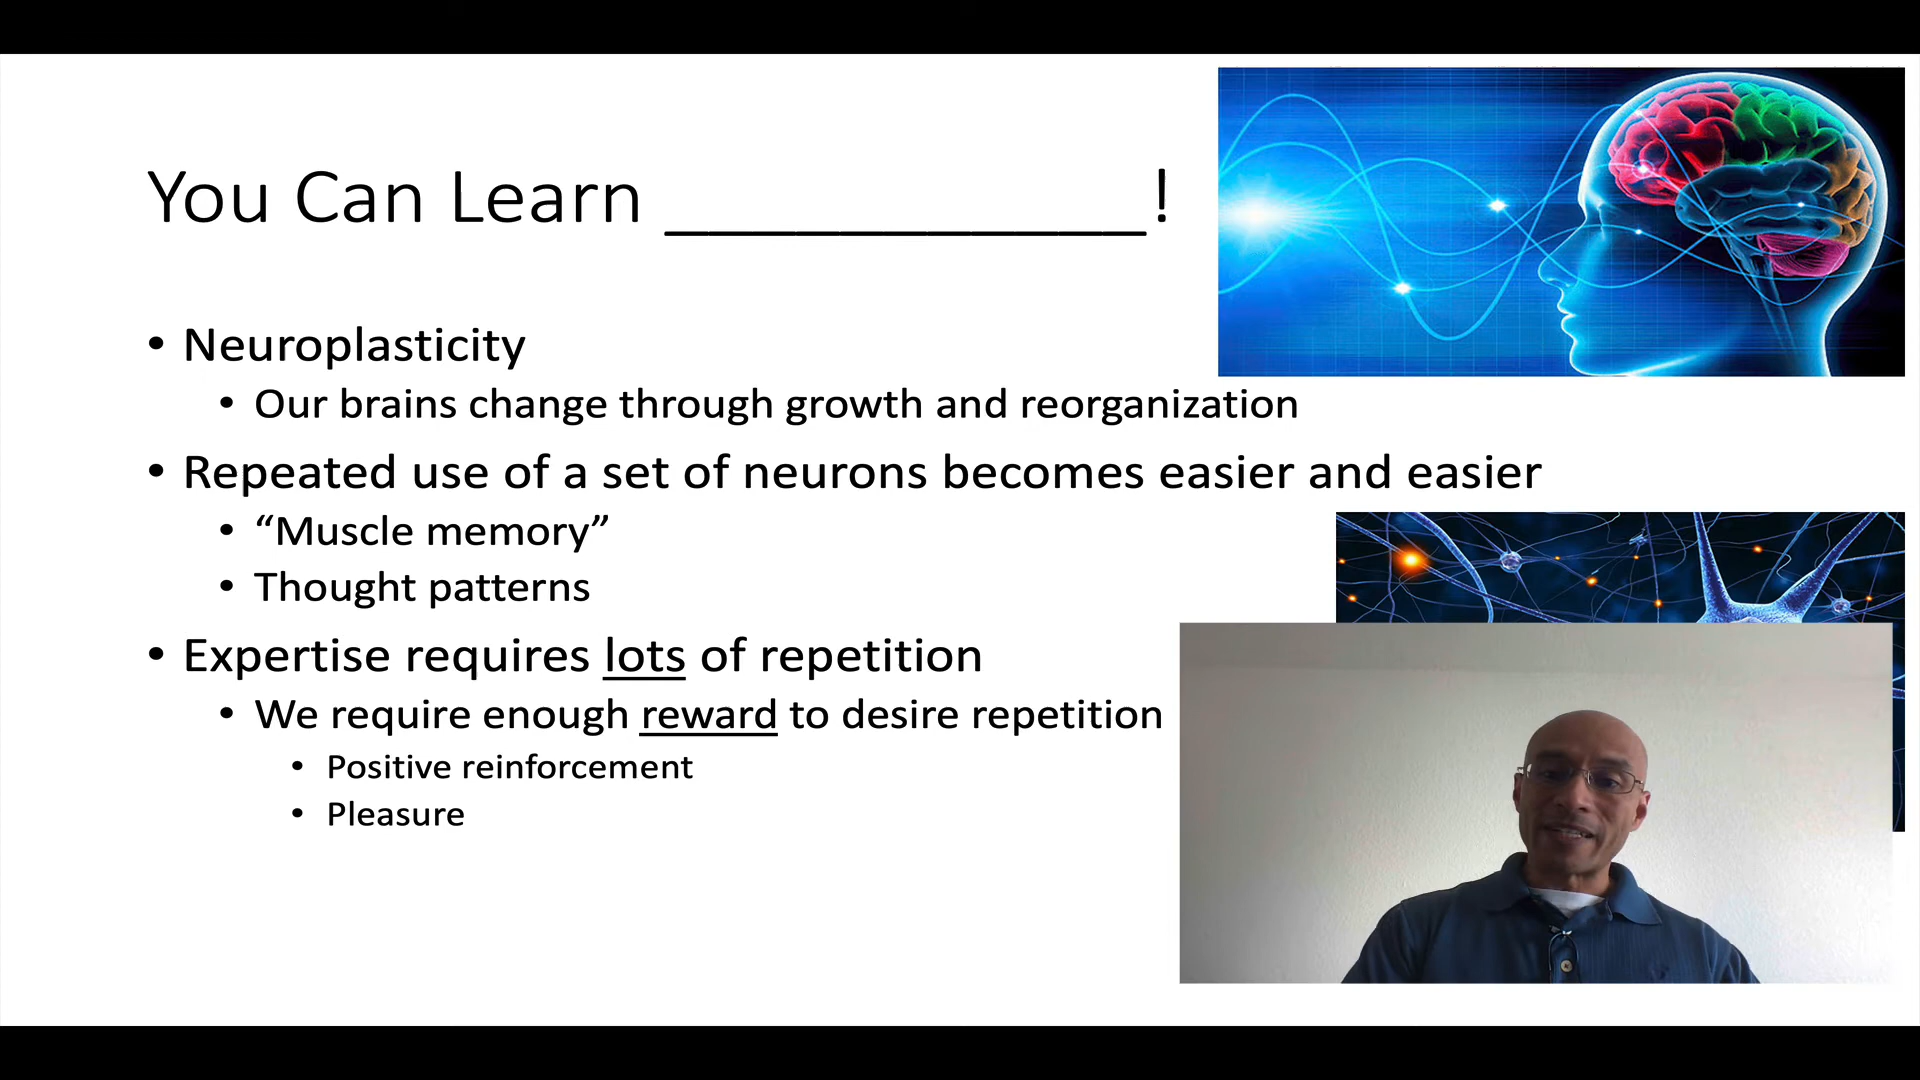 You Can Learn ____________!
• Neuroplasticity
• Our brains change through growth and reorganization
• Repeated use of a set of neurons becomes easier and easier
• “Muscle memory”
• Thought patterns
• Expertise requires lots of repetition
• We require enough reward to desire repetition
• Positive reinforcement
• Pleasure